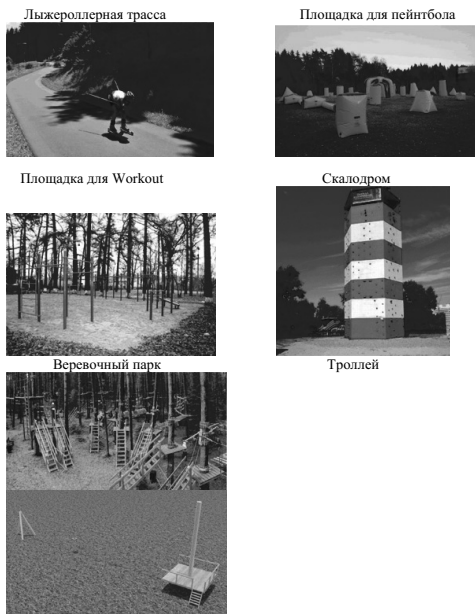 Лыжероллерная трасса
Площадка для пейнтбола
Площадка для Workout
Скалодром
Веревочный парк
Троллей